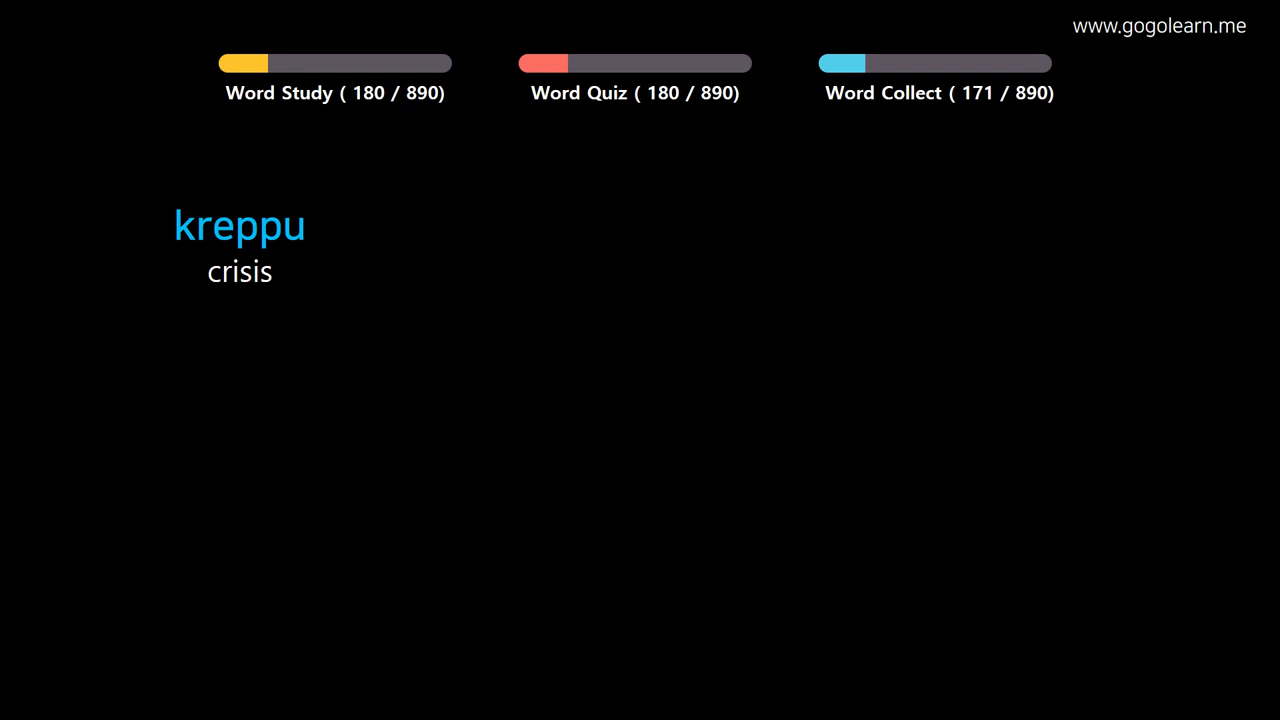 www.gogolearn.me
Word Study ( 180 / 890)
Word Quiz ( 180 / 890)
Word Collect ( 171 / 890)
kreppu
crisis